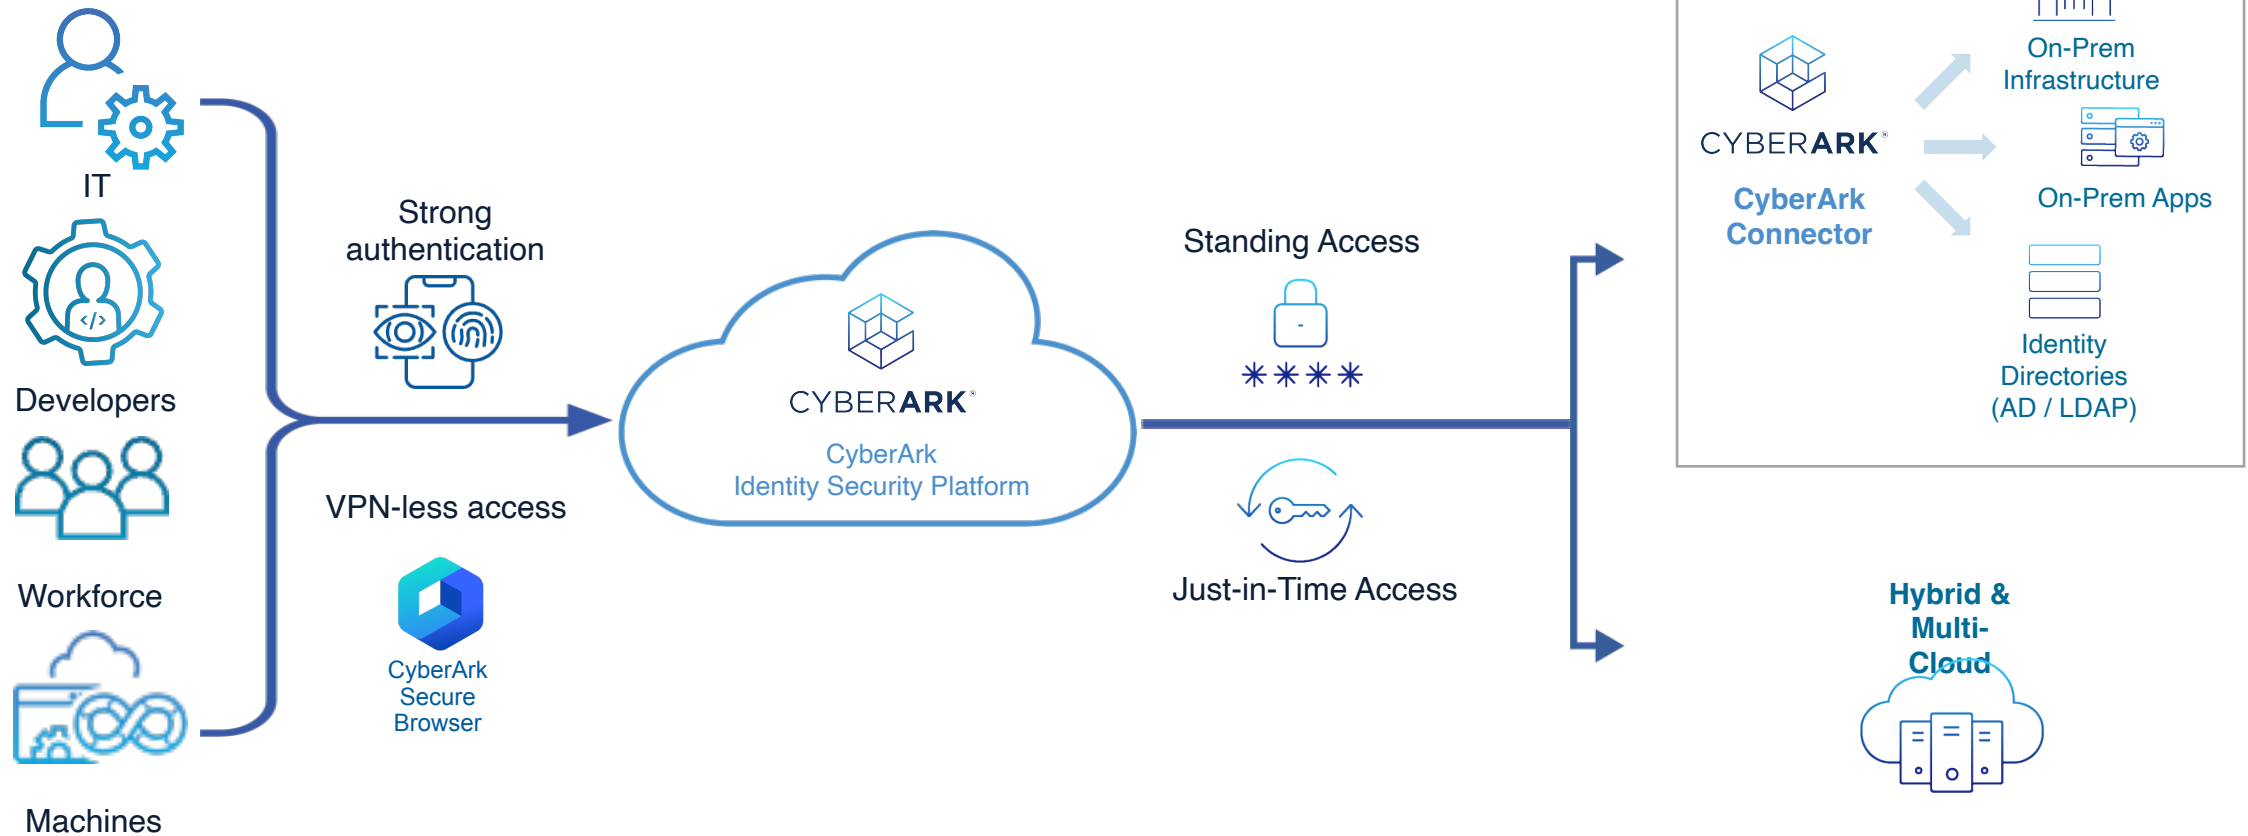 IT
Developers
Workforce
Machines
Strong
authentication
VPN-less access
CyberArk
Secure
Browser
CYBERARK®
CyberArk
Identity Security Platform
Standing Access
****
Just-in-Time Access
CYBERARK®
CyberArk
Connector
On-Prem
Infrastructure
On-Prem Apps
Identity
Directories
(AD / LDAP)
Hybrid &
Multi-
Cloud